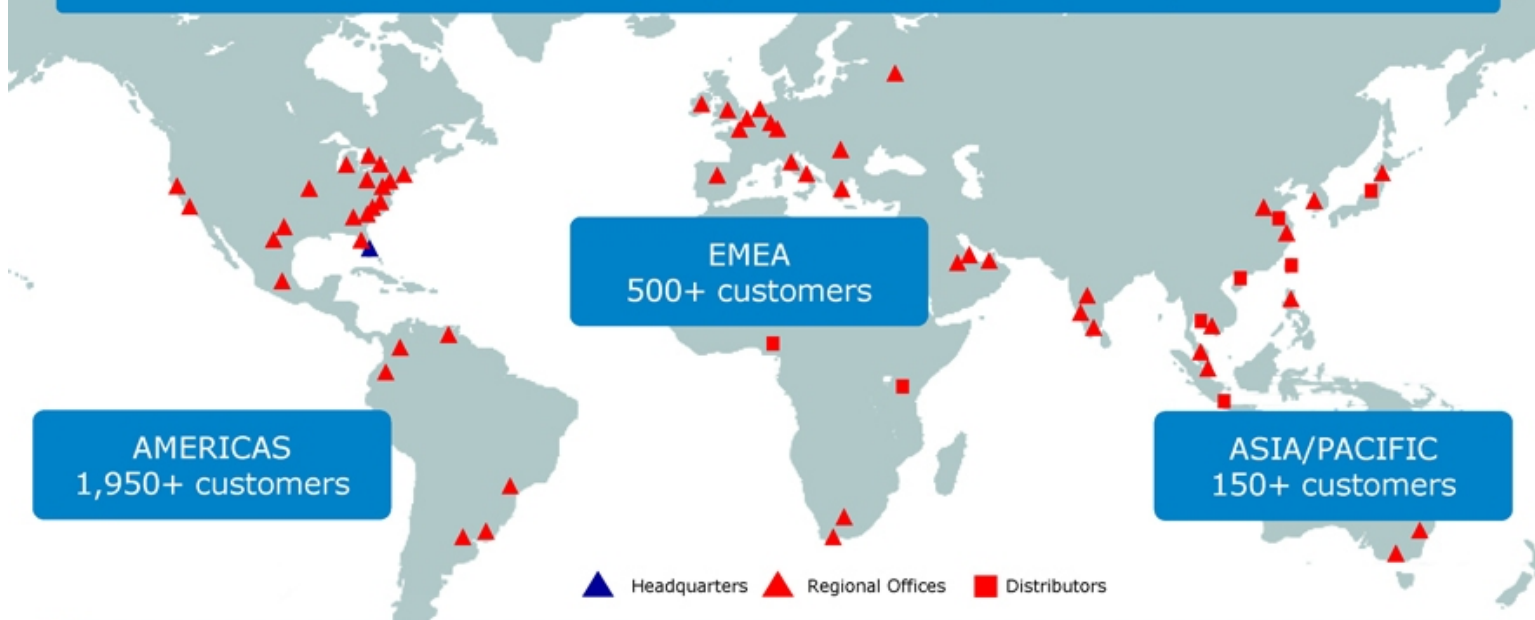 EMEA
500+ customers
AMERICAS
1,950+ customers
ASIA/PACIFIC
150+ customers
Headquarters
Regional Offices
Distributors